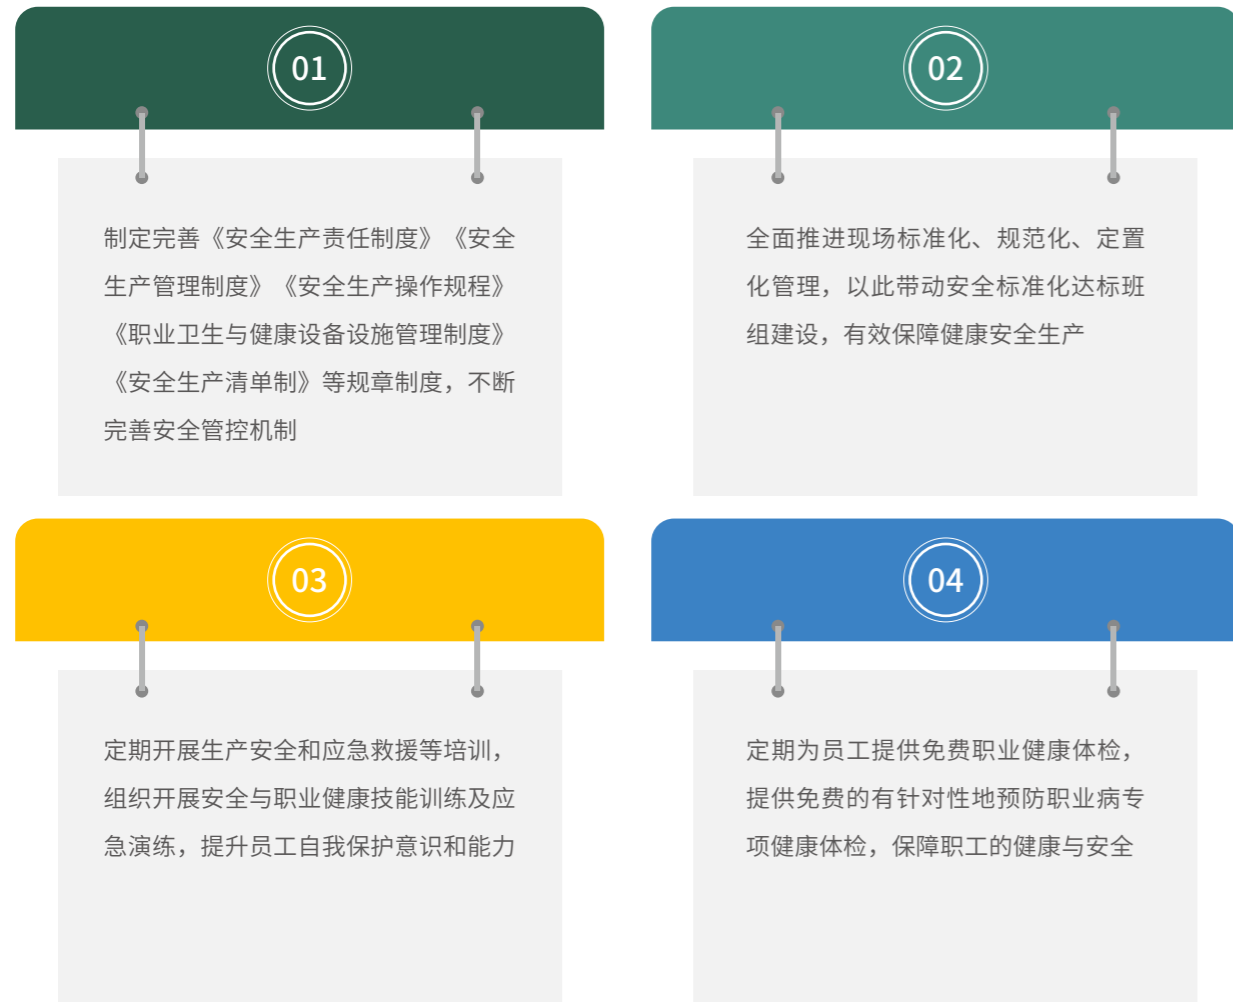 01
制定完善《安全生产责任制度》《安全
生产管理制度》《安全生产操作规程》
《职业卫生与健康设备设施管理制度》
《安全生产清单制》等规章制度，不断
完善安全管控机制
02
全面推进现场标准化、规范化、定置
化管理，以此带动安全标准化达标班
组建设，有效保障健康安全生产
03
定期开展生产安全和应急救援等培训，
组织开展安全与职业健康技能训练及应
急演练，提升员工自我保护意识和能力
04
定期为员工提供免费职业健康体检，
提供免费的有针对性地预防职业病专
项健康体检，保障职工的健康与安全